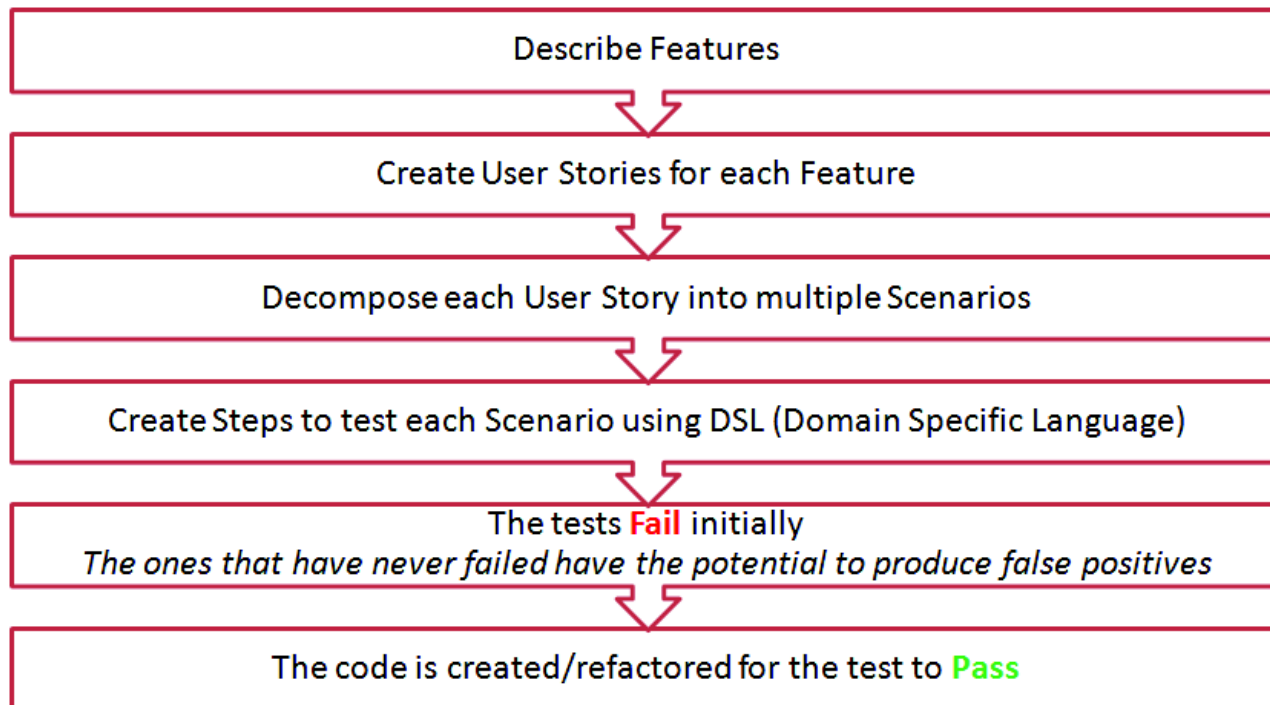 Describe Features
Create User Stories for each Feature
Decompose each User Story into multiple Scenarios
Create Steps to test each Scenario using DSL (Domain Specific Language)
The tests Fail initially
The ones that have never failed have the potential to produce false positives
The code is created/refactored for the test to Pass